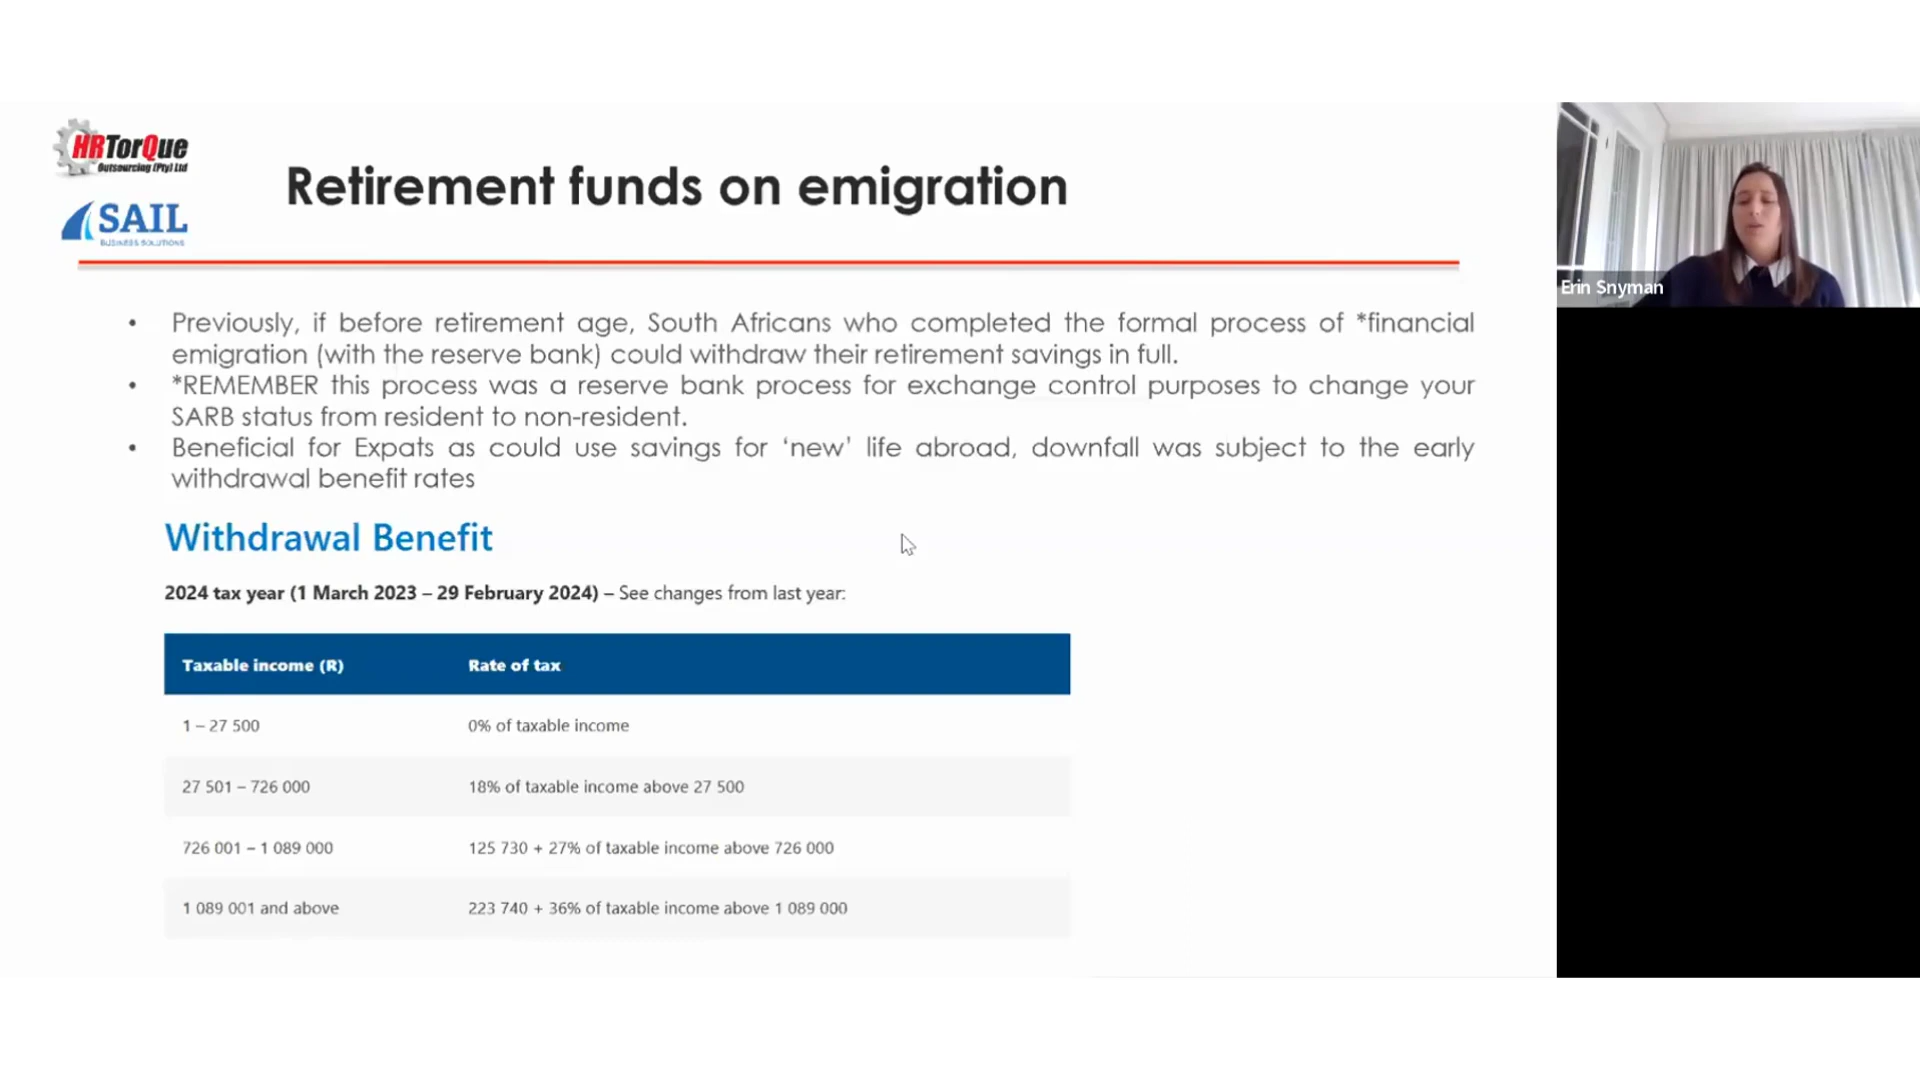 HRTorQue
Outsourcing (Pty) Ltd
SAIL
BUSINESS SOLUTIONS
Retirement funds on emigration
• Previously, if before retirement age, South Africans who completed the formal process of *financial
emigration (with the reserve bank) could withdraw their retirement savings in full.
• *REMEMBER this process was a reserve bank process for exchange control purposes to change your
SARB status from resident to non-resident.
• Beneficial for Expats as could use savings for ‘new’ life abroad, downfall was subject to the early
withdrawal benefit rates
Withdrawal Benefit
2024 tax year (1 March 2023 – 29 February 2024) – See changes from last year:
Taxable income (R) Rate of tax
1 – 27 500 0% of taxable income
27 501 – 726 000 18% of taxable income above 27 500
726 001 – 1 089 000 125 730 + 27% of taxable income above 726 000
1 089 001 and above 223 740 + 36% of taxable income above 1 089 000
Erin Snyman